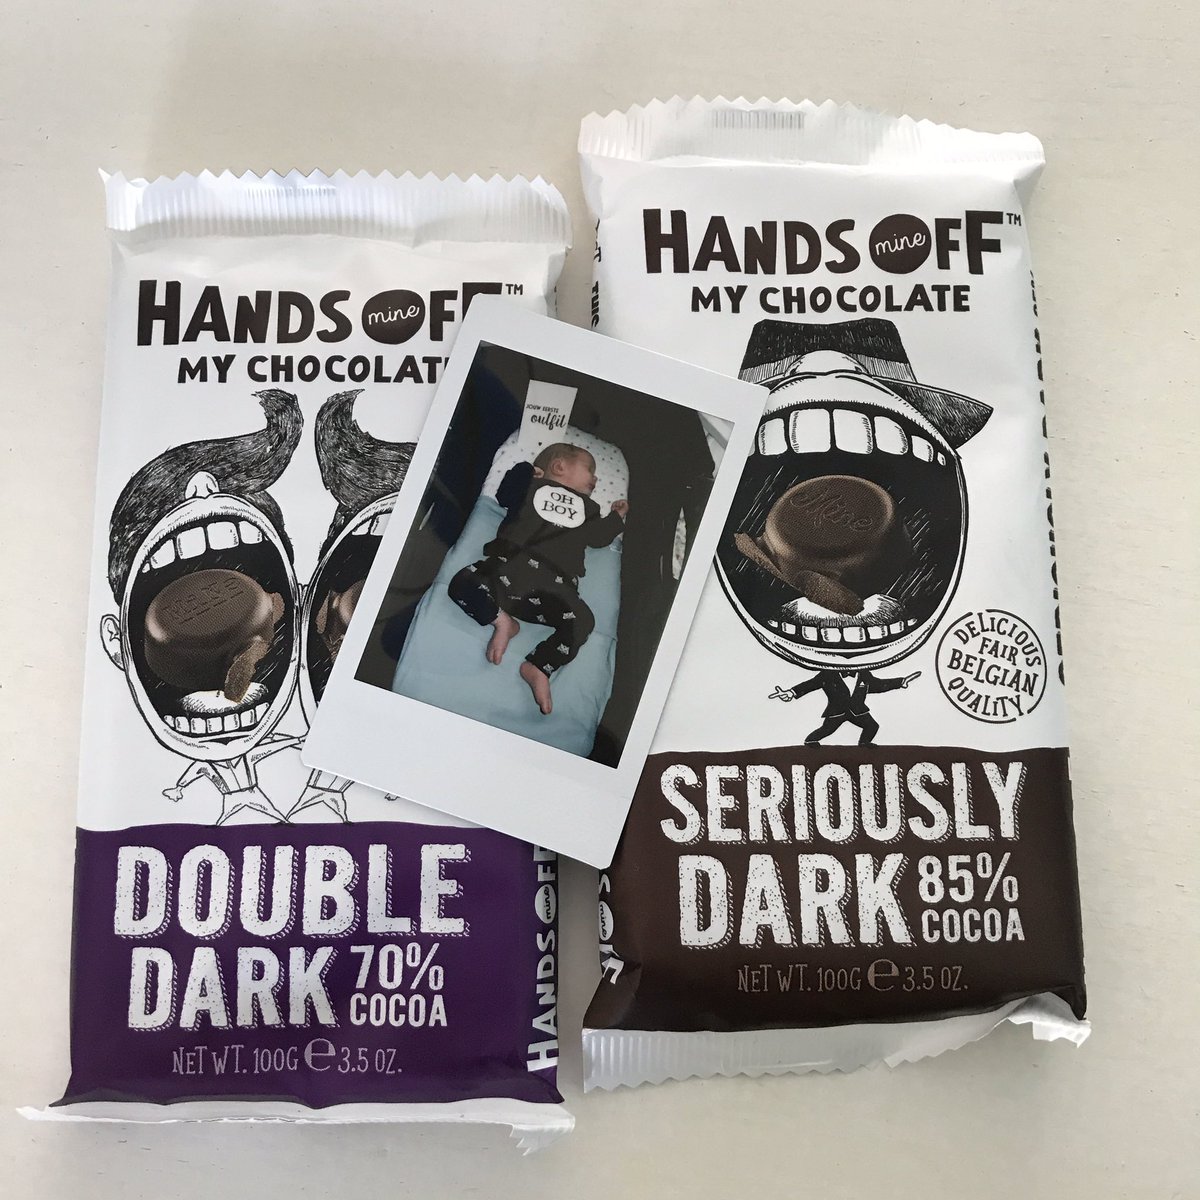 HANDS mine OFF™
MY CHOCOLATE
DOUBLE
DARK 70%
COCOA
NET WT. 100G e 3.5 OZ.
HANDS mine OFF
JOUW EERSTE
outfit
OH
BOY
HANDS mine OFF™
MY CHOCOLATE
Mine
DELICIOUS
FAIR
BELGIAN
QUALITY
SERIOUSLY
DARK 85%
COCOA
NET WT. 100G e 3.5 OZ.